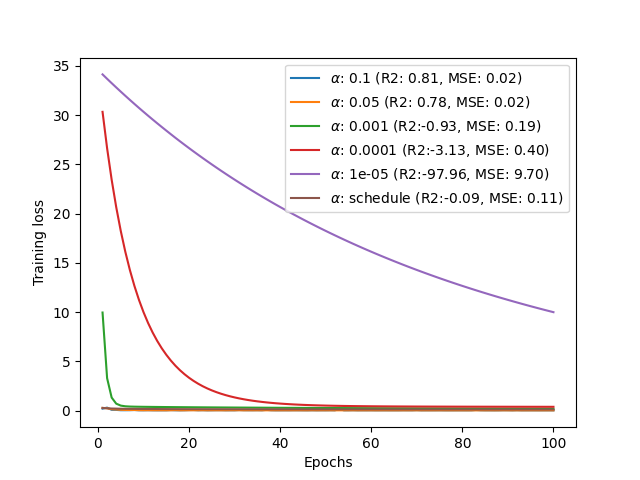 35
30
25
20
15
10
5
0
Training loss
0 20 40 60 80 100
Epochs
α: 0.1 (R2: 0.81, MSE: 0.02)
α: 0.05 (R2: 0.78, MSE: 0.02)
α: 0.001 (R2:-0.93, MSE: 0.19)
α: 0.0001 (R2:-3.13, MSE: 0.40)
α: 1e-05 (R2:-97.96, MSE: 9.70)
α: schedule (R2:-0.09, MSE: 0.11)